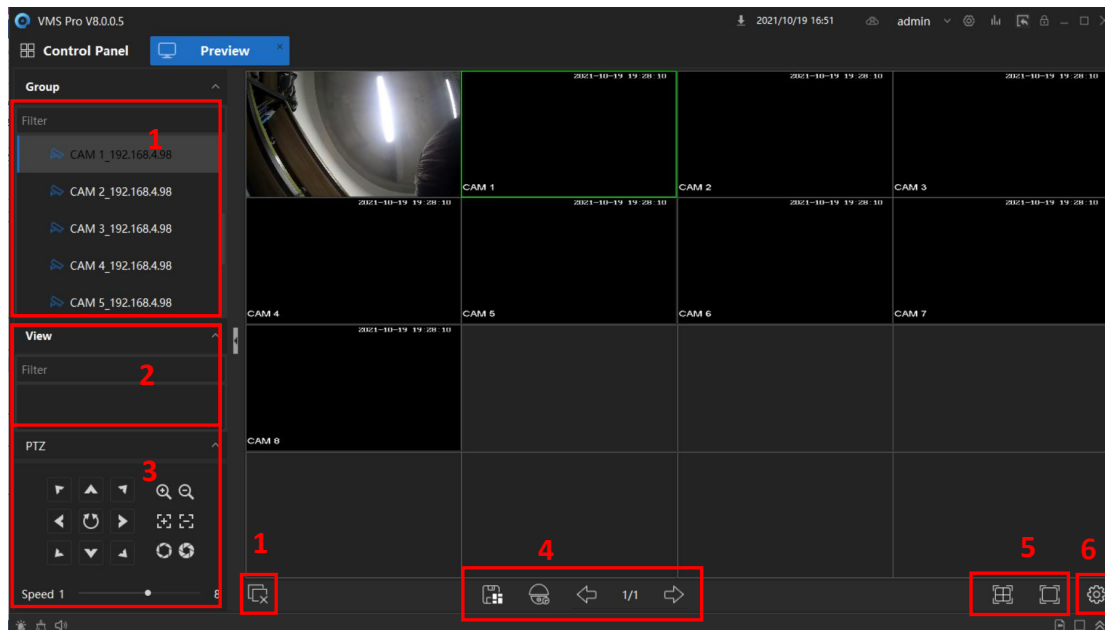 VMS Pro V8.0.0.5
2021/10/19 16:51
admin
Control Panel
Preview
Group
Filter
1
CAM 1_192.168.4.98
CAM 2_192.168.4.98
CAM 3_192.168.4.98
CAM 4_192.168.4.98
CAM 5_192.168.4.98
View
Filter
2
PTZ
3
Speed 1
8
2021-10-19 19:28:10
2021-10-19 19:28:10
2021-10-19 19:28:10
CAM 1
CAM 2
CAM 3
2021-10-19 19:28:10
2021-10-19 19:28:10
2021-10-19 19:28:10
2021-10-19 19:28:10
CAM 4
CAM 5
CAM 6
CAM 7
2021-10-19 19:28:10
CAM 8
1
4
5
6
1/1